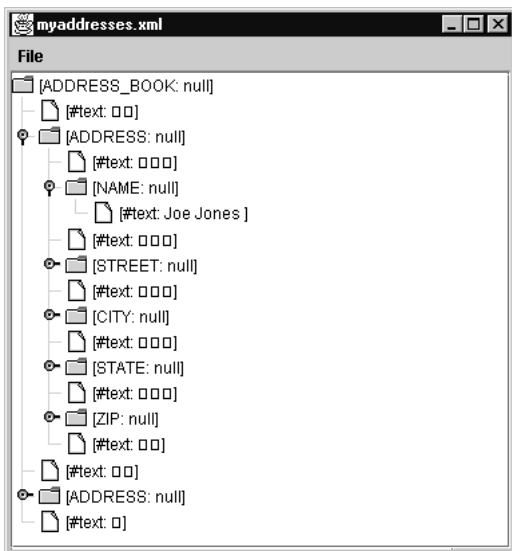 myaddresses.xml
File
[ADDRESS_BOOK: null]
[#text: □□]
[ADDRESS: null]
[#text: □□□]
[NAME: null]
[#text: Joe Jones ]
[#text: □□□]
[STREET: null]
[#text: □□□]
[CITY: null]
[#text: □□□]
[STATE: null]
[#text: □□□]
[ZIP: null]
[#text: □□]
[#text: □□]
[ADDRESS: null]
[#text: □]